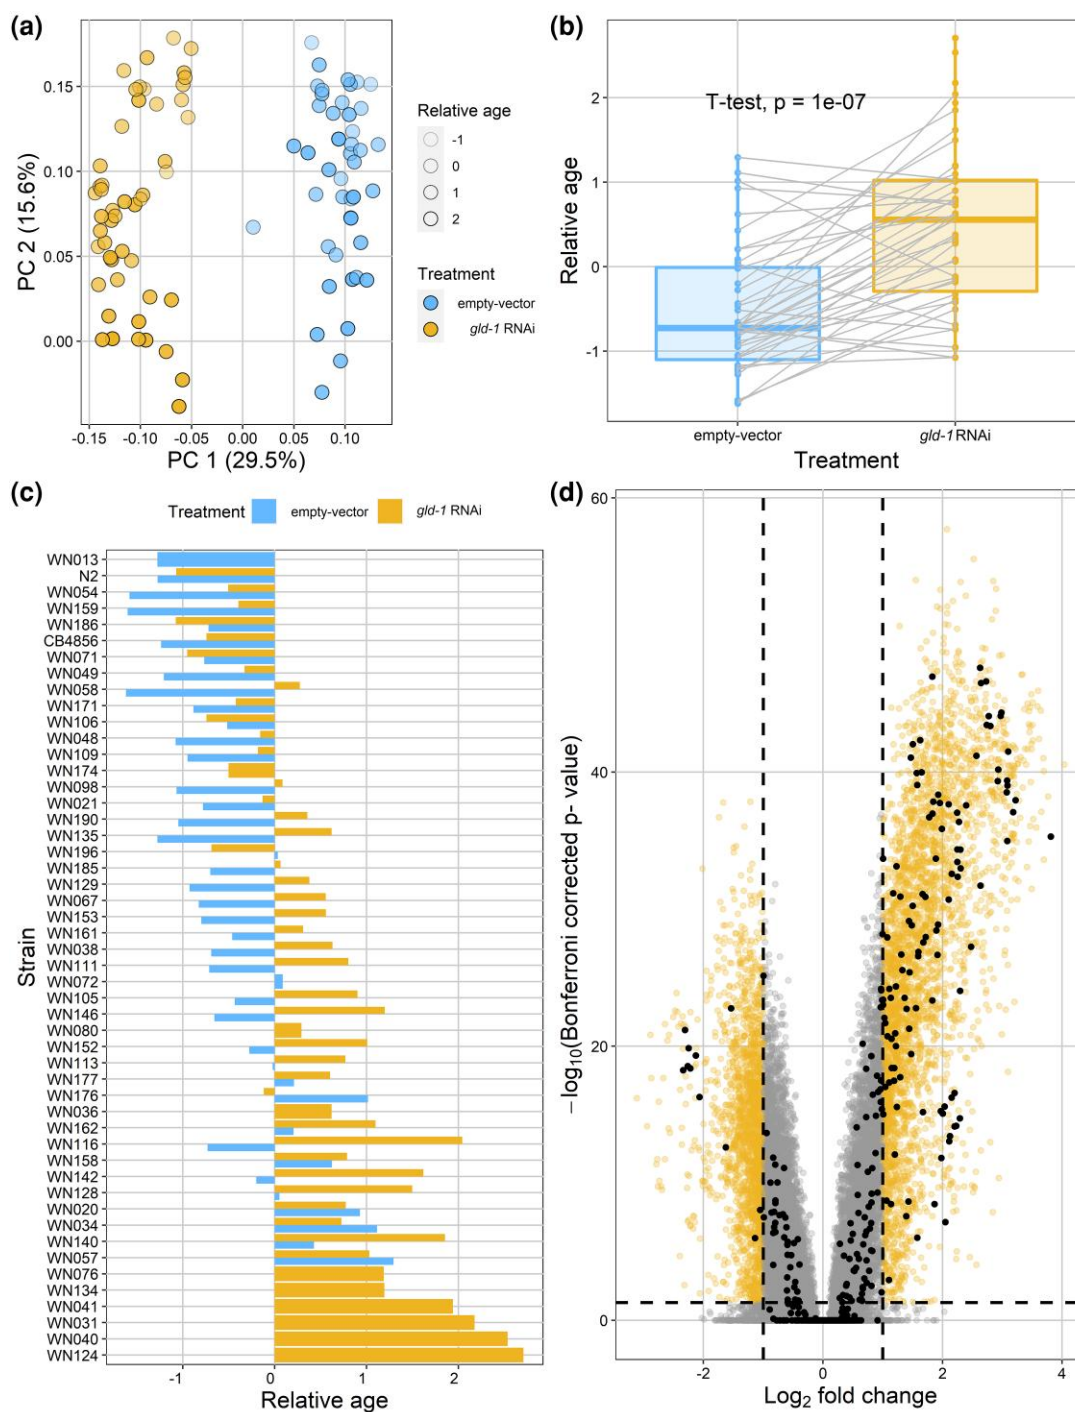 (a)
PC 2 (15.6%)
0.15
0.10
0.05
0.00
-0.15
-0.10
-0.05
0.00
0.05
0.10
PC 1 (29.5%)
Relative age
-1
0
1
2
Treatment
empty-vector
gld-1 RNAi
(b)
Relative age
2
1
0
-1
T-test, p = 1e-07
empty-vector
gld-1 RNAi
Treatment
(c)
Treatment
empty-vector
gld-1 RNAi
Strain
WN013
N2
WN054
WN159
WN186
CB4856
WN071
WN049
WN058
WN171
WN106
WN048
WN109
WN174
WN098
WN021
WN190
WN135
WN196
WN185
WN129
WN067
WN153
WN161
WN038
WN111
WN072
WN105
WN146
WN080
WN152
WN113
WN177
WN176
WN036
WN162
WN116
WN158
WN142
WN128
WN020
WN034
WN140
WN057
WN076
WN134
WN041
WN031
WN040
WN124
-1
0
1
2
Relative age
(d)
−log₁₀(Bonferroni corrected p- value)
60
40
20
0
-2
0
2
4
Log₂ fold change